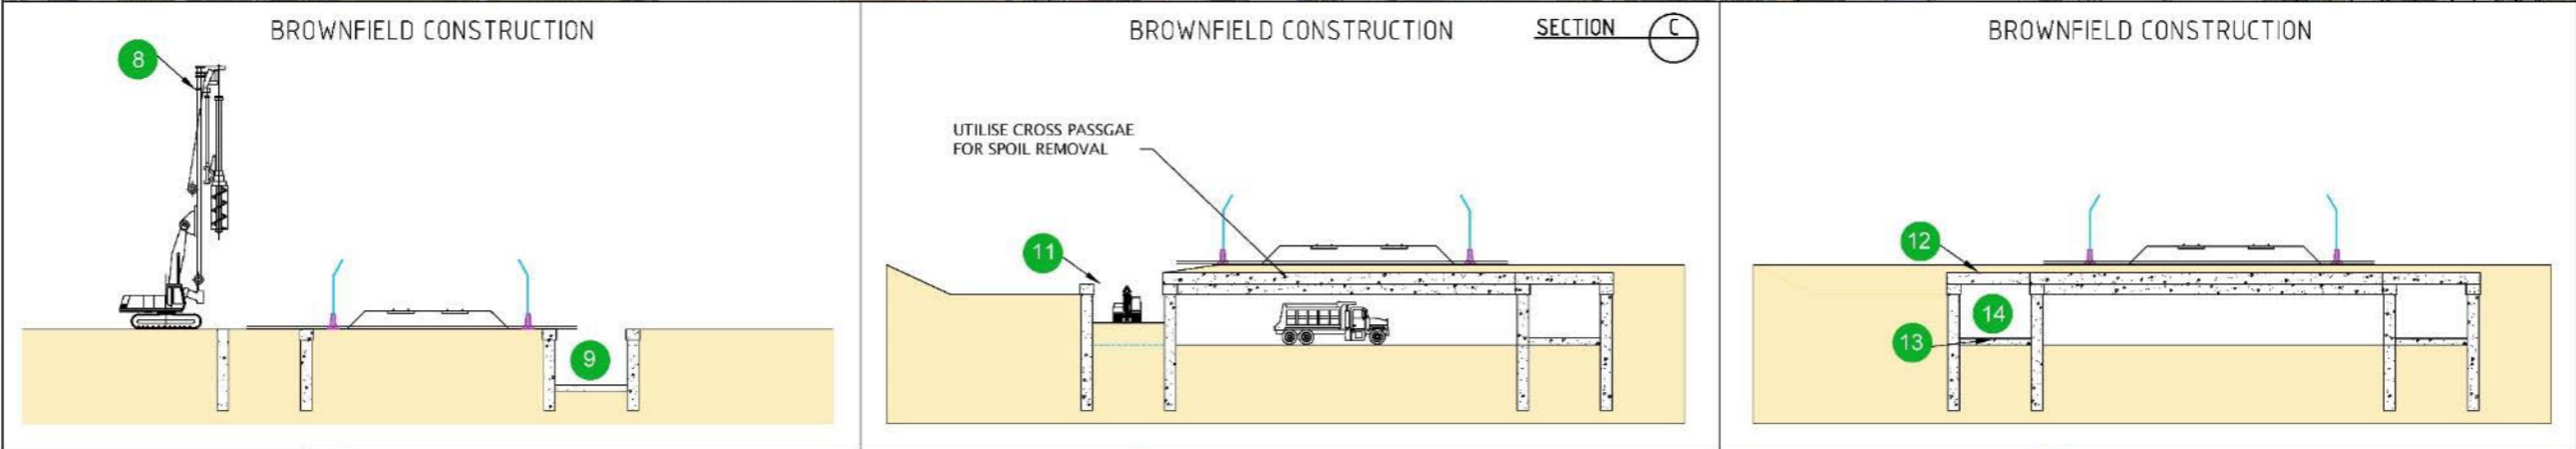 BROWNFIELD CONSTRUCTION
8
9
BROWNFIELD CONSTRUCTION
SECTION C
UTILISE CROSS PASSGAE
FOR SPOIL REMOVAL
11
BROWNFIELD CONSTRUCTION
12
14
13